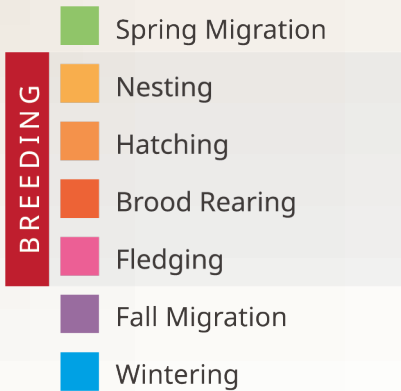 Spring Migration
BREEDING
Nesting
Hatching
Brood Rearing
Fledging
Fall Migration
Wintering